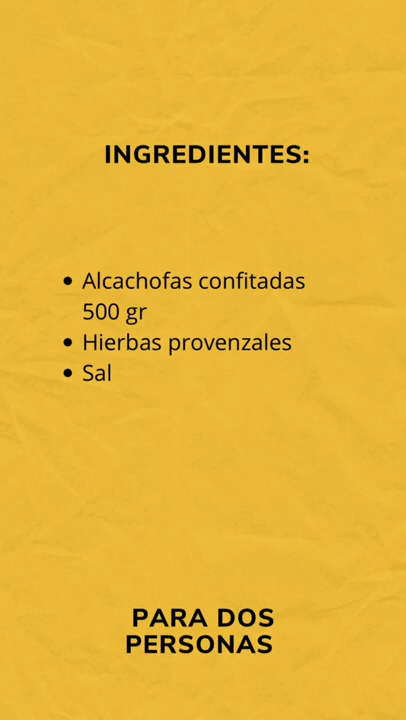 INGREDIENTES:
• Alcachofas confitadas
500 gr
• Hierbas provenzales
• Sal
PARA DOS
PERSONAS